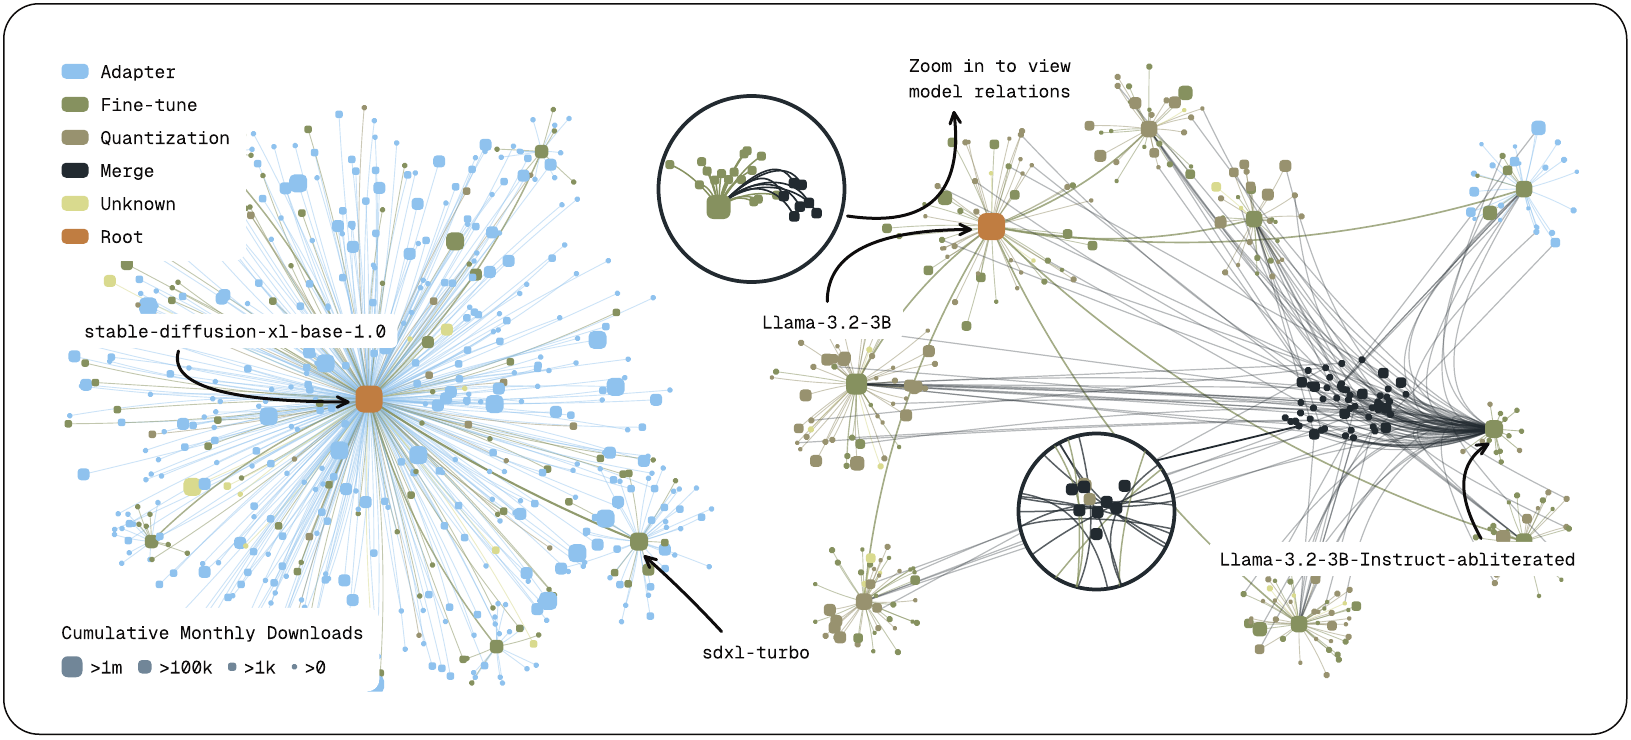 Adapter
Fine-tune
Quantization
Merge
Unknown
Root
Zoom in to view
model relations
stable-diffusion-xl-base-1.0
Llama-3.2-3B
Llama-3.2-3B-Instruct-abliterated
sdxl-turbo
Cumulative Monthly Downloads
>1m >100k >1k >0